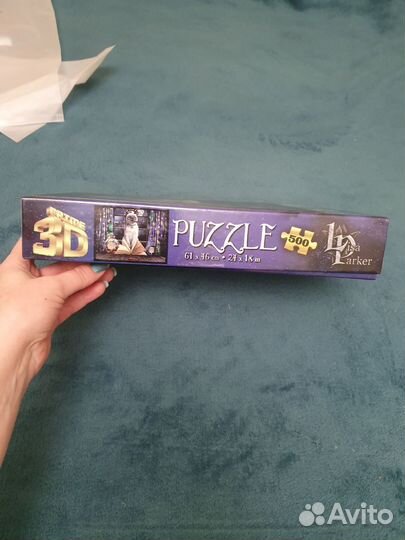 3D
PUZZLE
61 x 46 cm • 24 x 18 in
500
Lisa
Parker
Avito